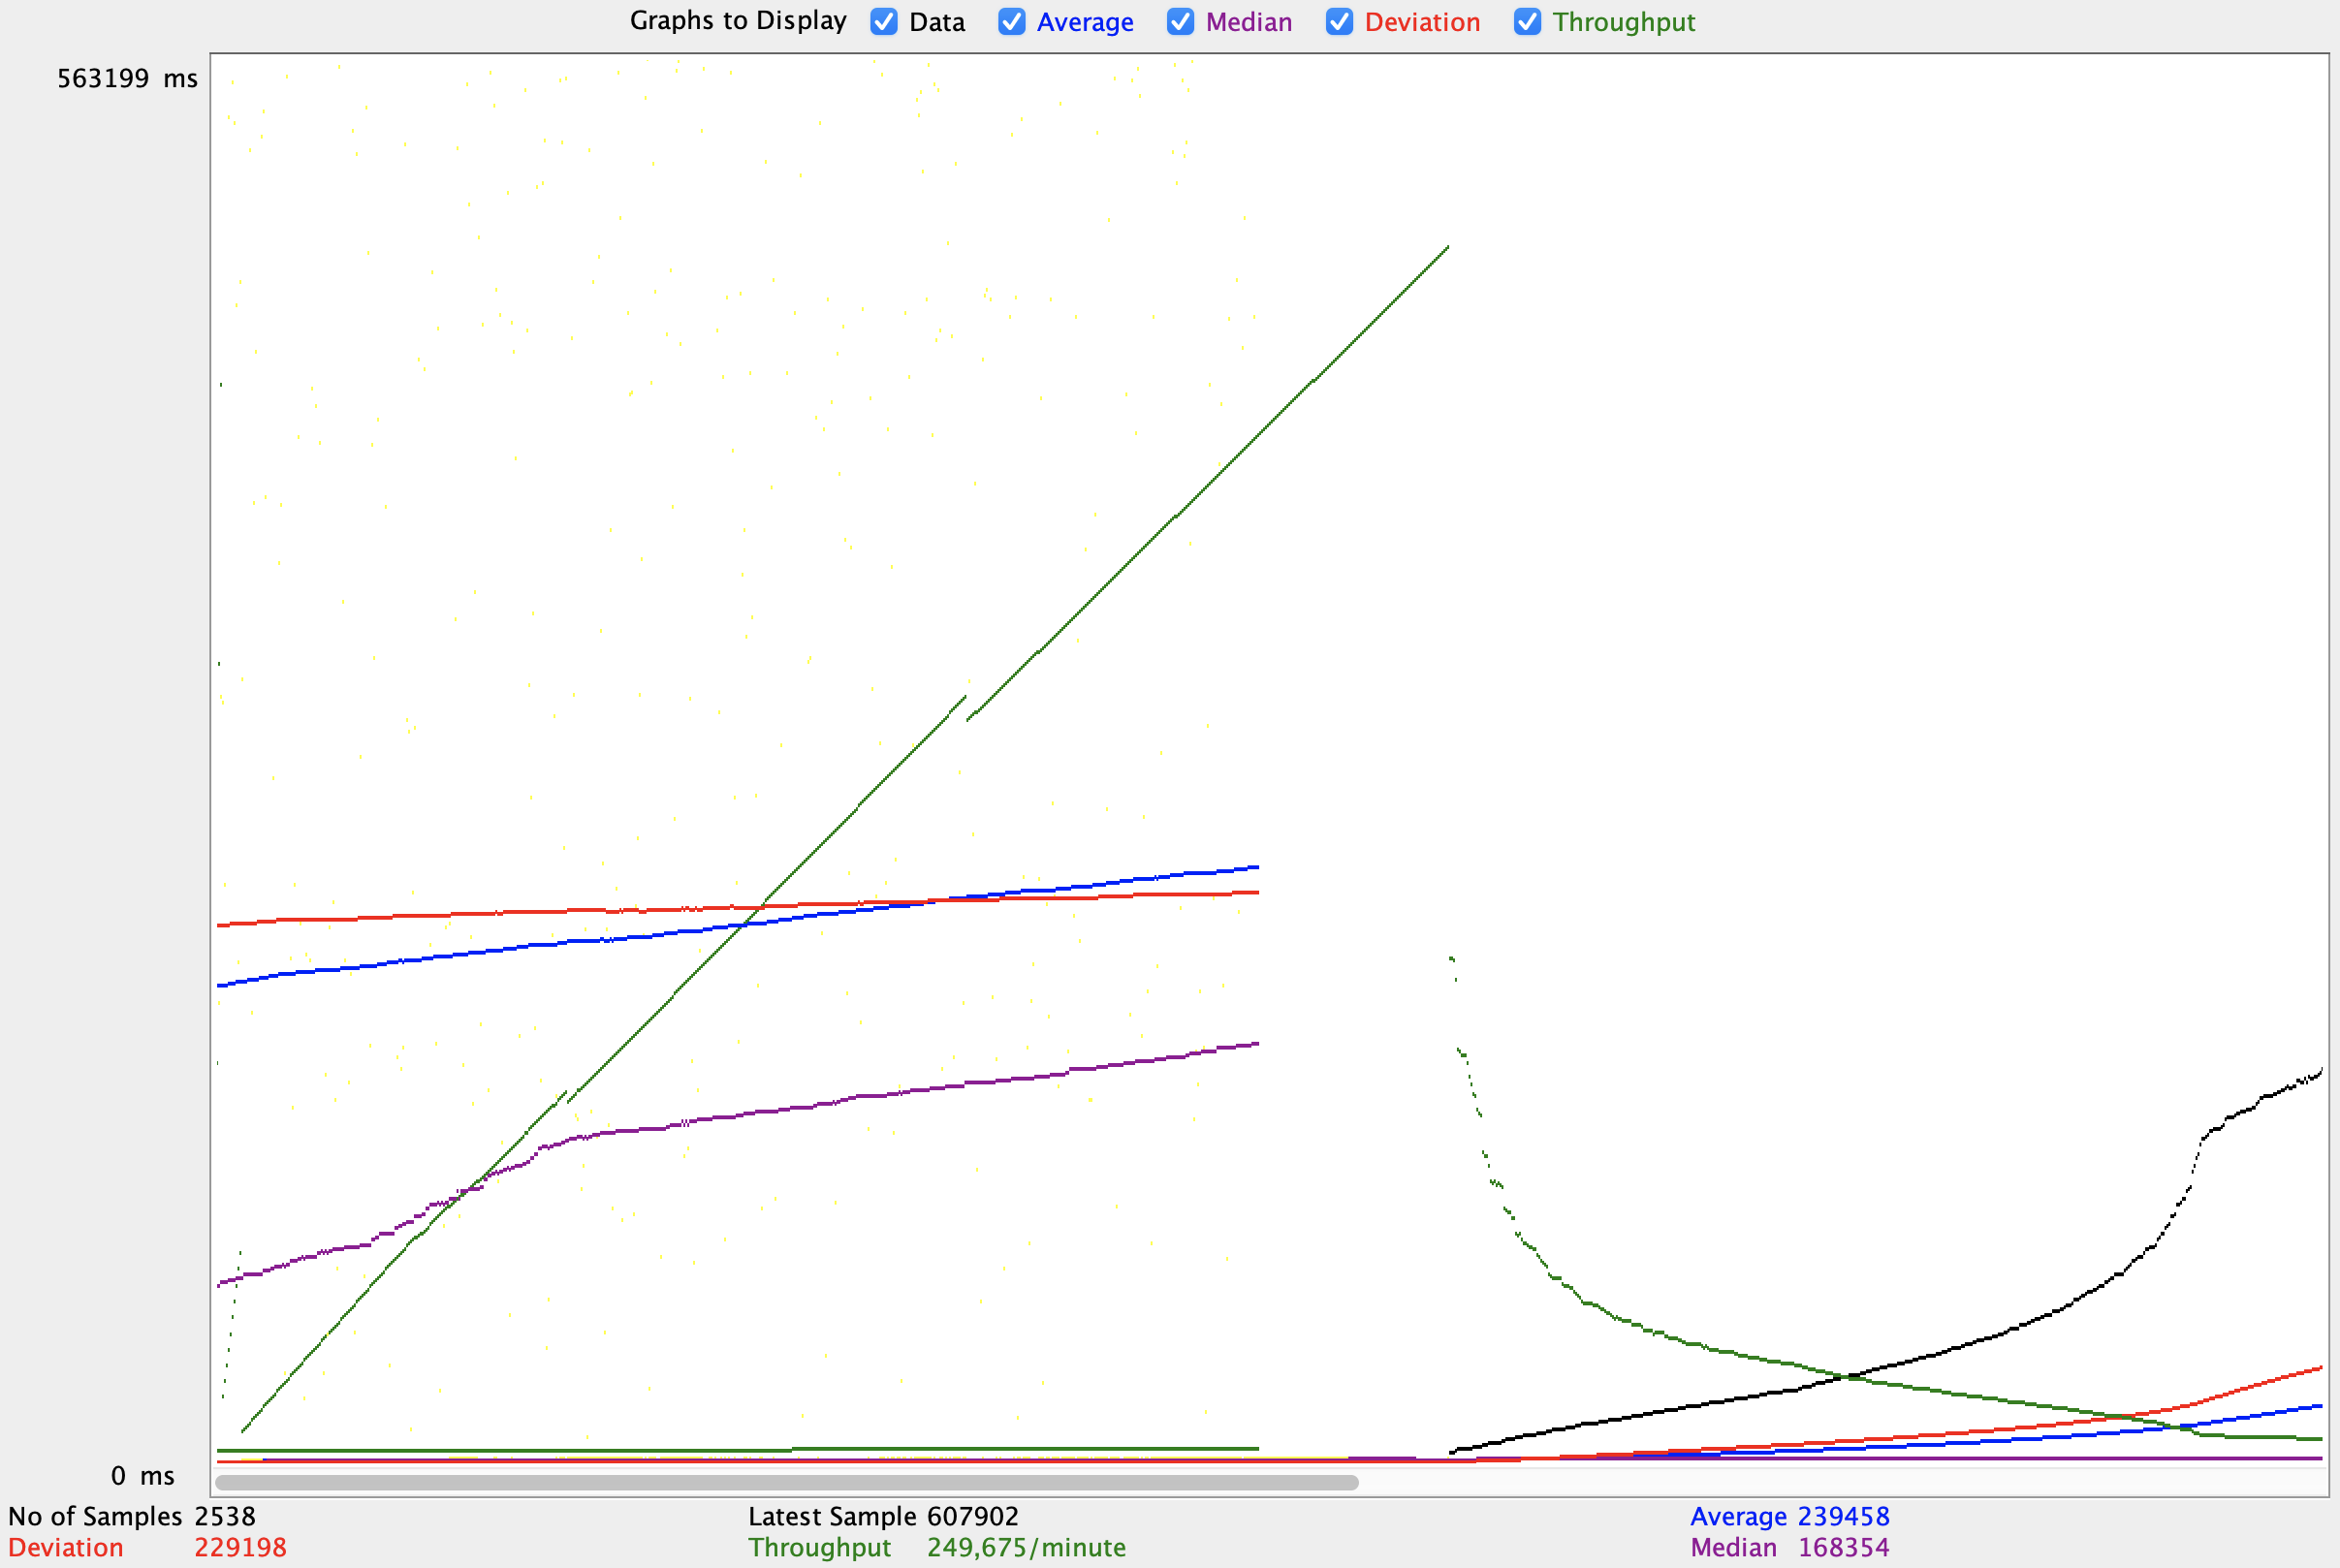 Graphs to Display Data Average Median Deviation Throughput
563199 ms
0 ms
No of Samples 2538 Latest Sample 607902 Average 239458
Deviation 229198 Throughput 249,675/minute Median 168354